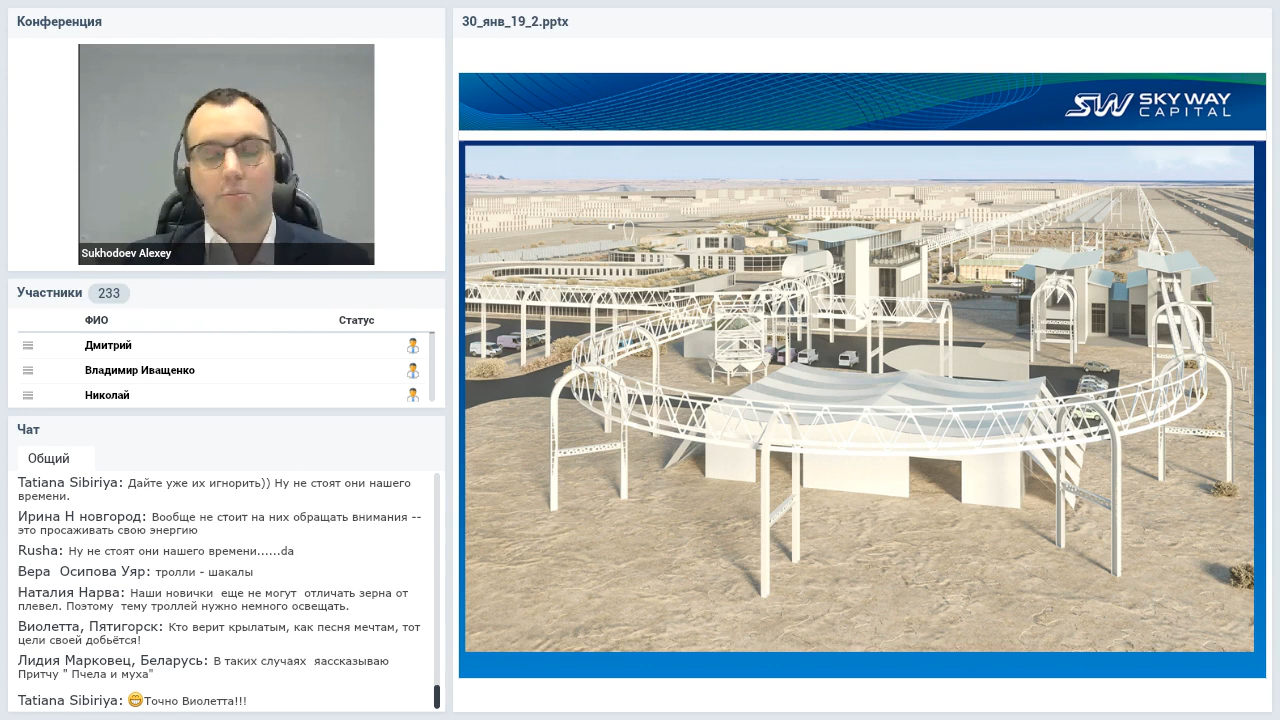 Конференция
Sukhodoev Alexey
Участники 233
ФИО Статус
Дмитрий
Владимир Иващенко
Николай
Чат
Общий
Tatiana Sibiriya: Дайте уже их игнорить)) Ну не стоят они нашего
времени.
Ирина Н новгород: Вообще не стоит на них обращать внимания --
это просаживать свою энергию
Rusha: Ну не стоят они нашего времени......da
Вера Осипова Уяр: тролли - шакалы
Наталия Нарва: Наши новички еще не могут отличать зерна от
плевел. Поэтому тему троллей нужно немного освещать.
Виолетта, Пятигорск: Кто верит крылатым, как песня мечтам, тот
цели своей добьётся!
Лидия Марковец, Беларусь: В таких случаях яассказываю
Притчу " Пчела и муха"
Tatiana Sibiriya: Точно Виолетта!!!
30_янв_19_2.pptx
SW SKY WAY
CAPITAL